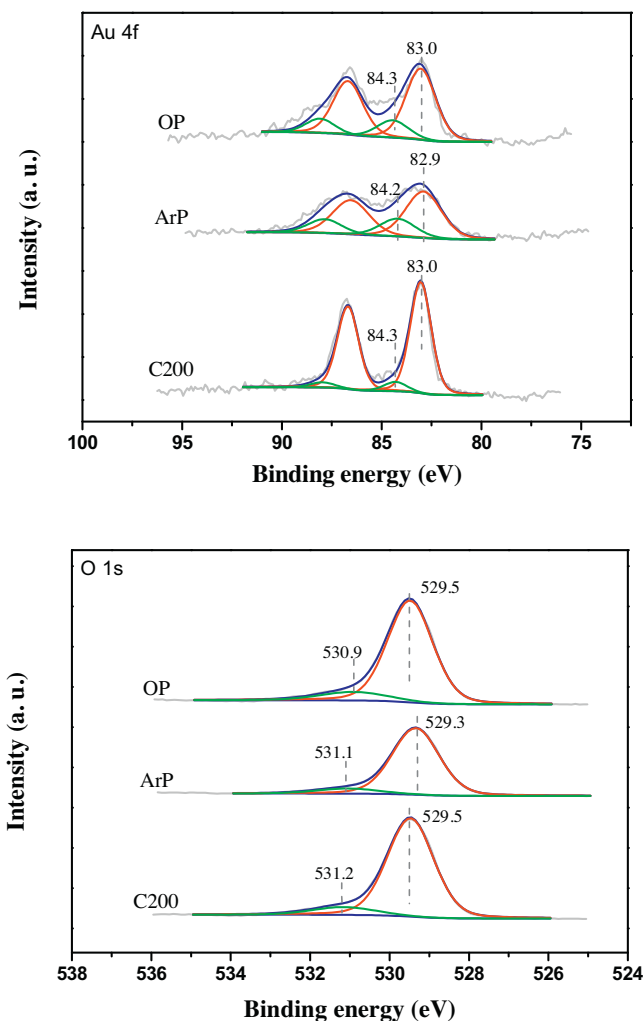 Au 4f
83.0
84.3
OP
82.9
84.2
ArP
83.0
84.3
C200
Intensity (a. u.)
100 95 90 85 80 75
Binding energy (eV)
O 1s
529.5
530.9
OP
529.3
531.1
ArP
529.5
531.2
C200
Intensity (a. u.)
538 536 534 532 530 528 526 524
Binding energy (eV)